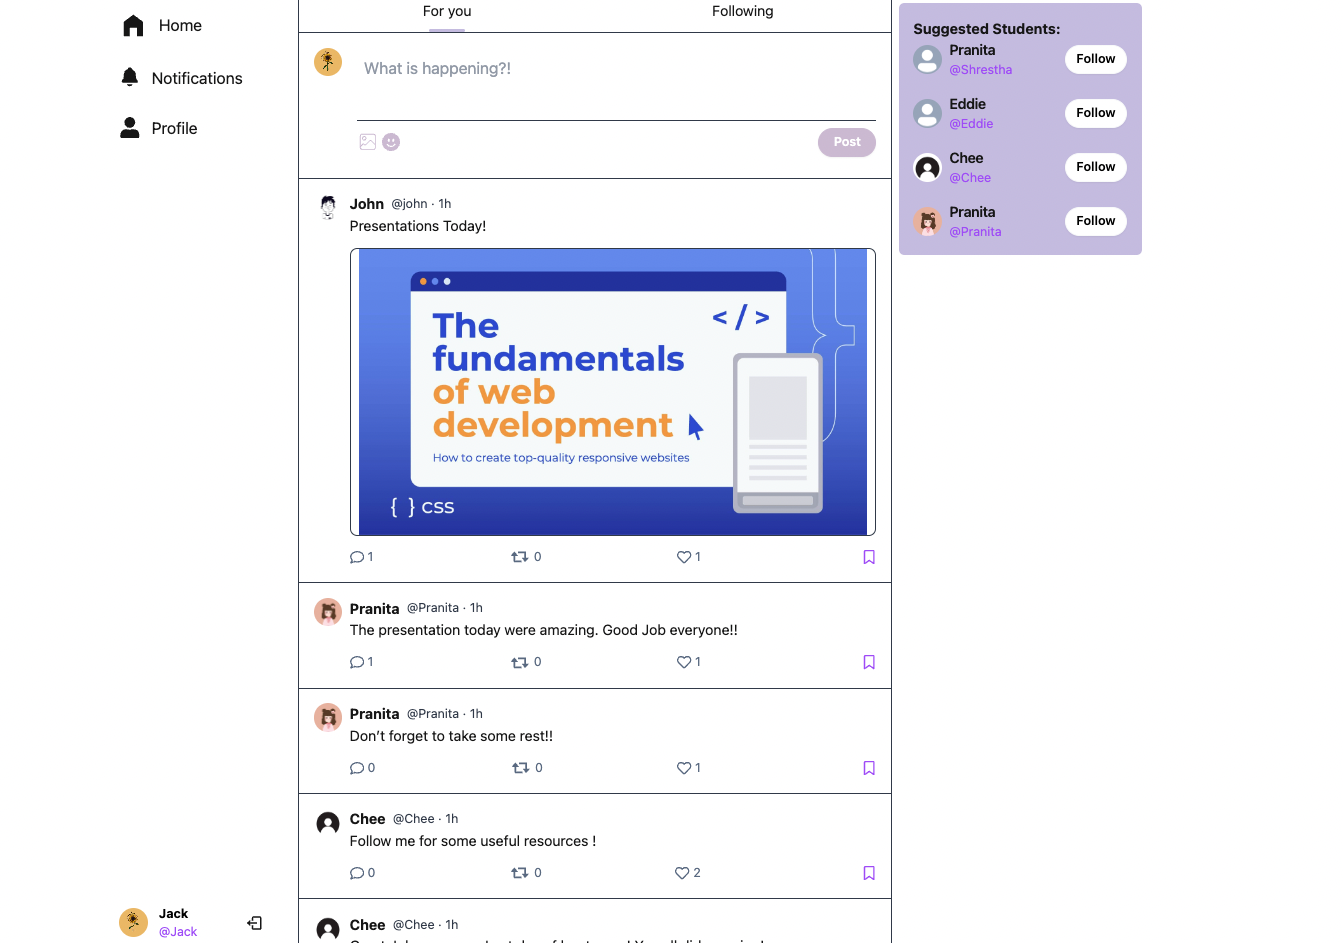 Home
Notifications
Profile
For you
Following
What is happening?!
Post
John @john · 1h
Presentations Today!
The
fundamentals
of web
development
How to create top-quality responsive websites
</>
{ } CSS
1
0
1
Pranita @Pranita · 1h
The presentation today were amazing. Good Job everyone!!
1
0
1
Pranita @Pranita · 1h
Don't forget to take some rest!!
0
0
1
Chee @Chee · 1h
Follow me for some useful resources !
0
0
2
Chee @Chee · 1h
Suggested Students:
Pranita
@Shrestha
Follow
Eddie
@Eddie
Follow
Chee
@Chee
Follow
Pranita
@Pranita
Follow
Jack
@Jack